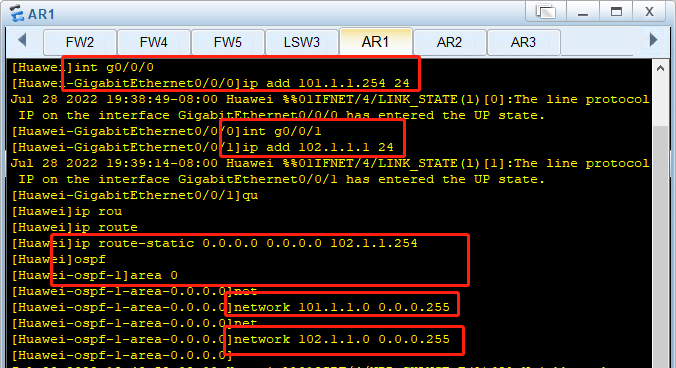 AR1
FW2 FW4 FW5 LSW3 AR1 AR2 AR3
[Huawei]int g0/0/0
[Huawei-GigabitEthernet0/0/0]ip add 101.1.1.254 24
Jul 28 2022 19:38:49-08:00 Huawei %%01IFNET/4/LINK_STATE(l)[0]:The line protocol
IP on the interface GigabitEthernet0/0/0 has entered the UP state.
[Huawei-GigabitEthernet0/0/0]int g0/0/1
[Huawei-GigabitEthernet0/0/1]ip add 102.1.1.1 24
Jul 28 2022 19:39:14-08:00 Huawei %%01IFNET/4/LINK_STATE(l)[1]:The line protocol
IP on the interface GigabitEthernet0/0/1 has entered the UP state.
[Huawei-GigabitEthernet0/0/1]qu
[Huawei]ip rou
[Huawei]ip route
[Huawei]ip route-static 0.0.0.0 0.0.0.0 102.1.1.254
[Huawei]ospf
[Huawei-ospf-1]area 0
[Huawei-ospf-1-area-0.0.0.0]net
[Huawei-ospf-1-area-0.0.0.0]network 101.1.1.0 0.0.0.255
[Huawei-ospf-1-area-0.0.0.0]net
[Huawei-ospf-1-area-0.0.0.0]network 102.1.1.0 0.0.0.255
[Huawei-ospf-1-area-0.0.0.0]